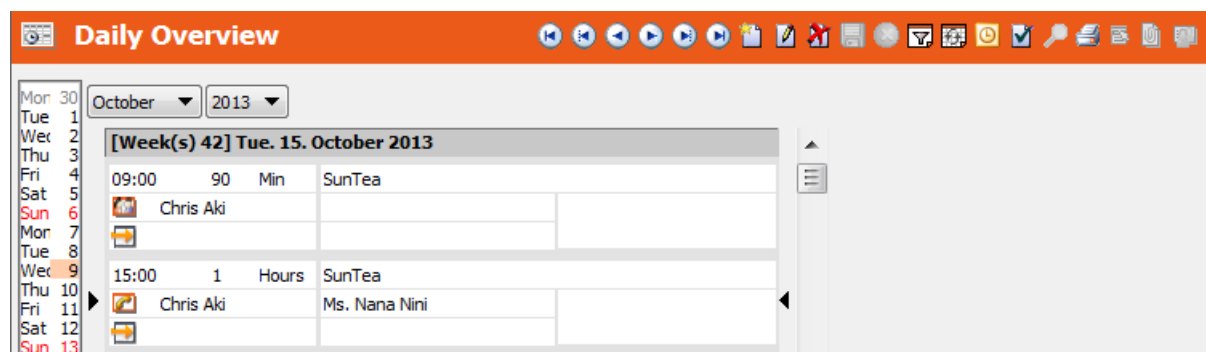 Daily Overview
October 2013
Mon 30
Tue 1
Wed 2
Thu 3
Fri 4
Sat 5
Sun 6
Mon 7
Tue 8
Wed 9
Thu 10
Fri 11
Sat 12
Sun 13
[Week(s) 42] Tue. 15. October 2013
09:00 90 Min SunTea
Chris Aki
15:00 1 Hours SunTea
Chris Aki Ms. Nana Nini